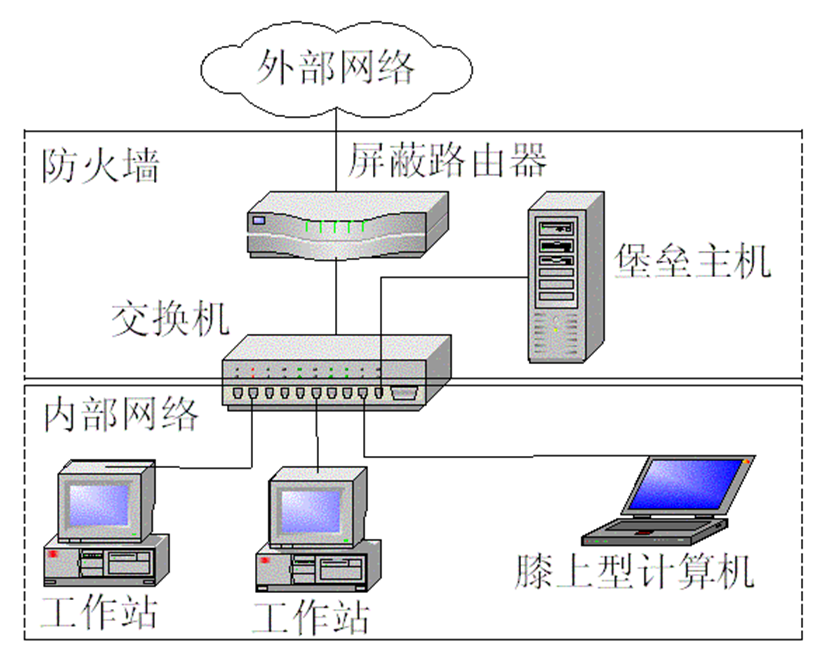 外部网络
防火墙
屏蔽路由器
堡垒主机
交换机
内部网络
工作站
工作站
膝上型计算机